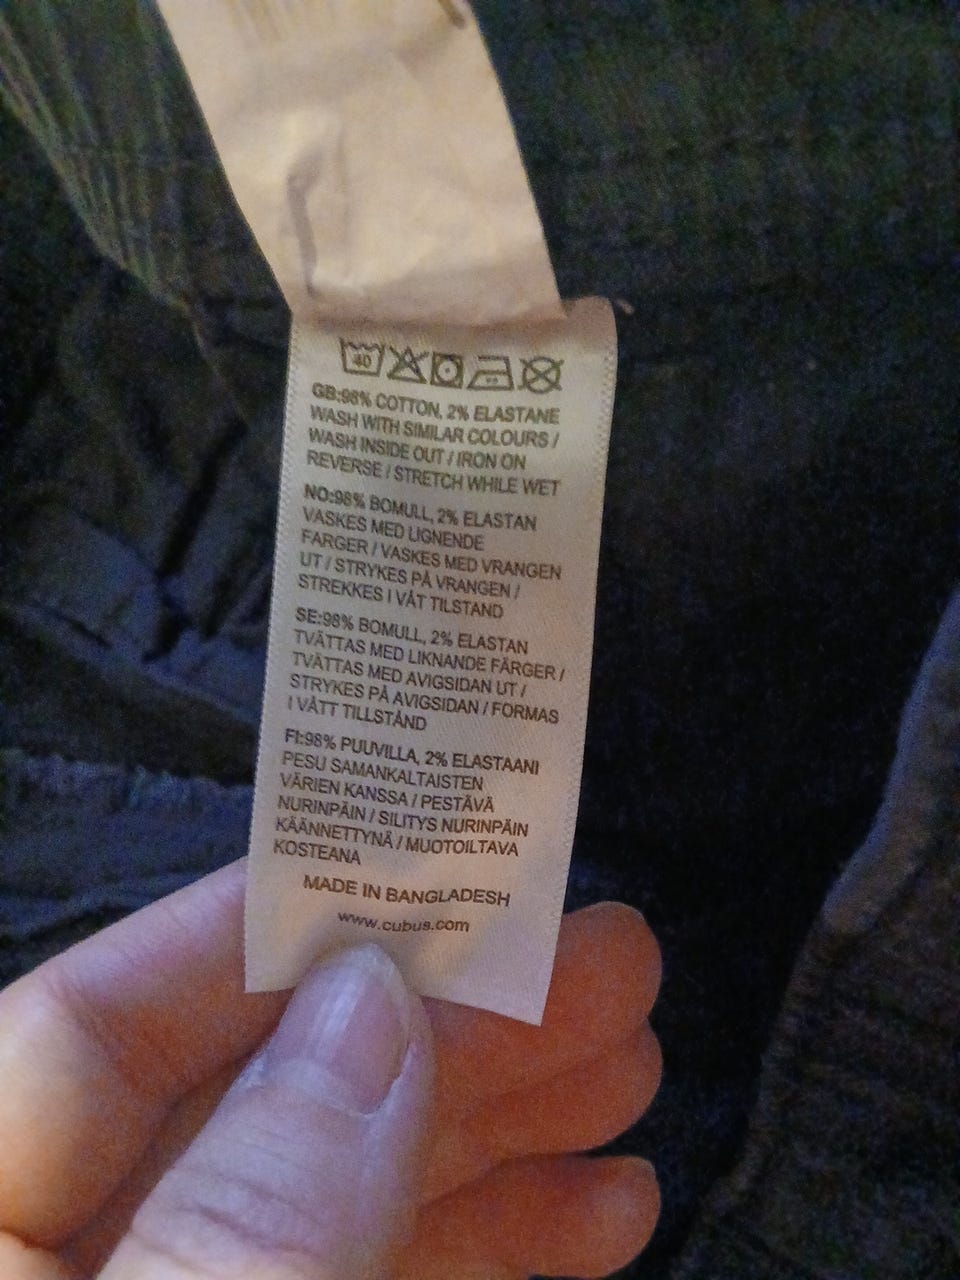 40
GB:98% COTTON, 2% ELASTANE
WASH WITH SIMILAR COLOURS /
WASH INSIDE OUT / IRON ON
REVERSE / STRETCH WHILE WET
NO:98% BOMULL, 2% ELASTAN
VASKES MED LIGNENDE
FARGER / VASKES MED VRANGEN
UT / STRYKES PÅ VRANGEN /
STREKKES I VÅT TILSTAND
SE:98% BOMULL, 2% ELASTAN
TVÄTTAS MED LIKNANDE FÄRGER /
TVÄTTAS MED AVIGSIDAN UT /
STRYKES PÅ AVIGSIDAN / FORMAS
I VÅTT TILLSTÅND
FI:98% PUUVILLA, 2% ELASTAANI
PESU SAMANKALTAISTEN
VÄRIEN KANSSA / PESTÄVÄ
NURINPÄIN / SILITYS NURINPÄIN
KÄÄNNETTYNÄ / MUOTOILTAVA
KOSTEANA
MADE IN BANGLADESH
www.cubus.com